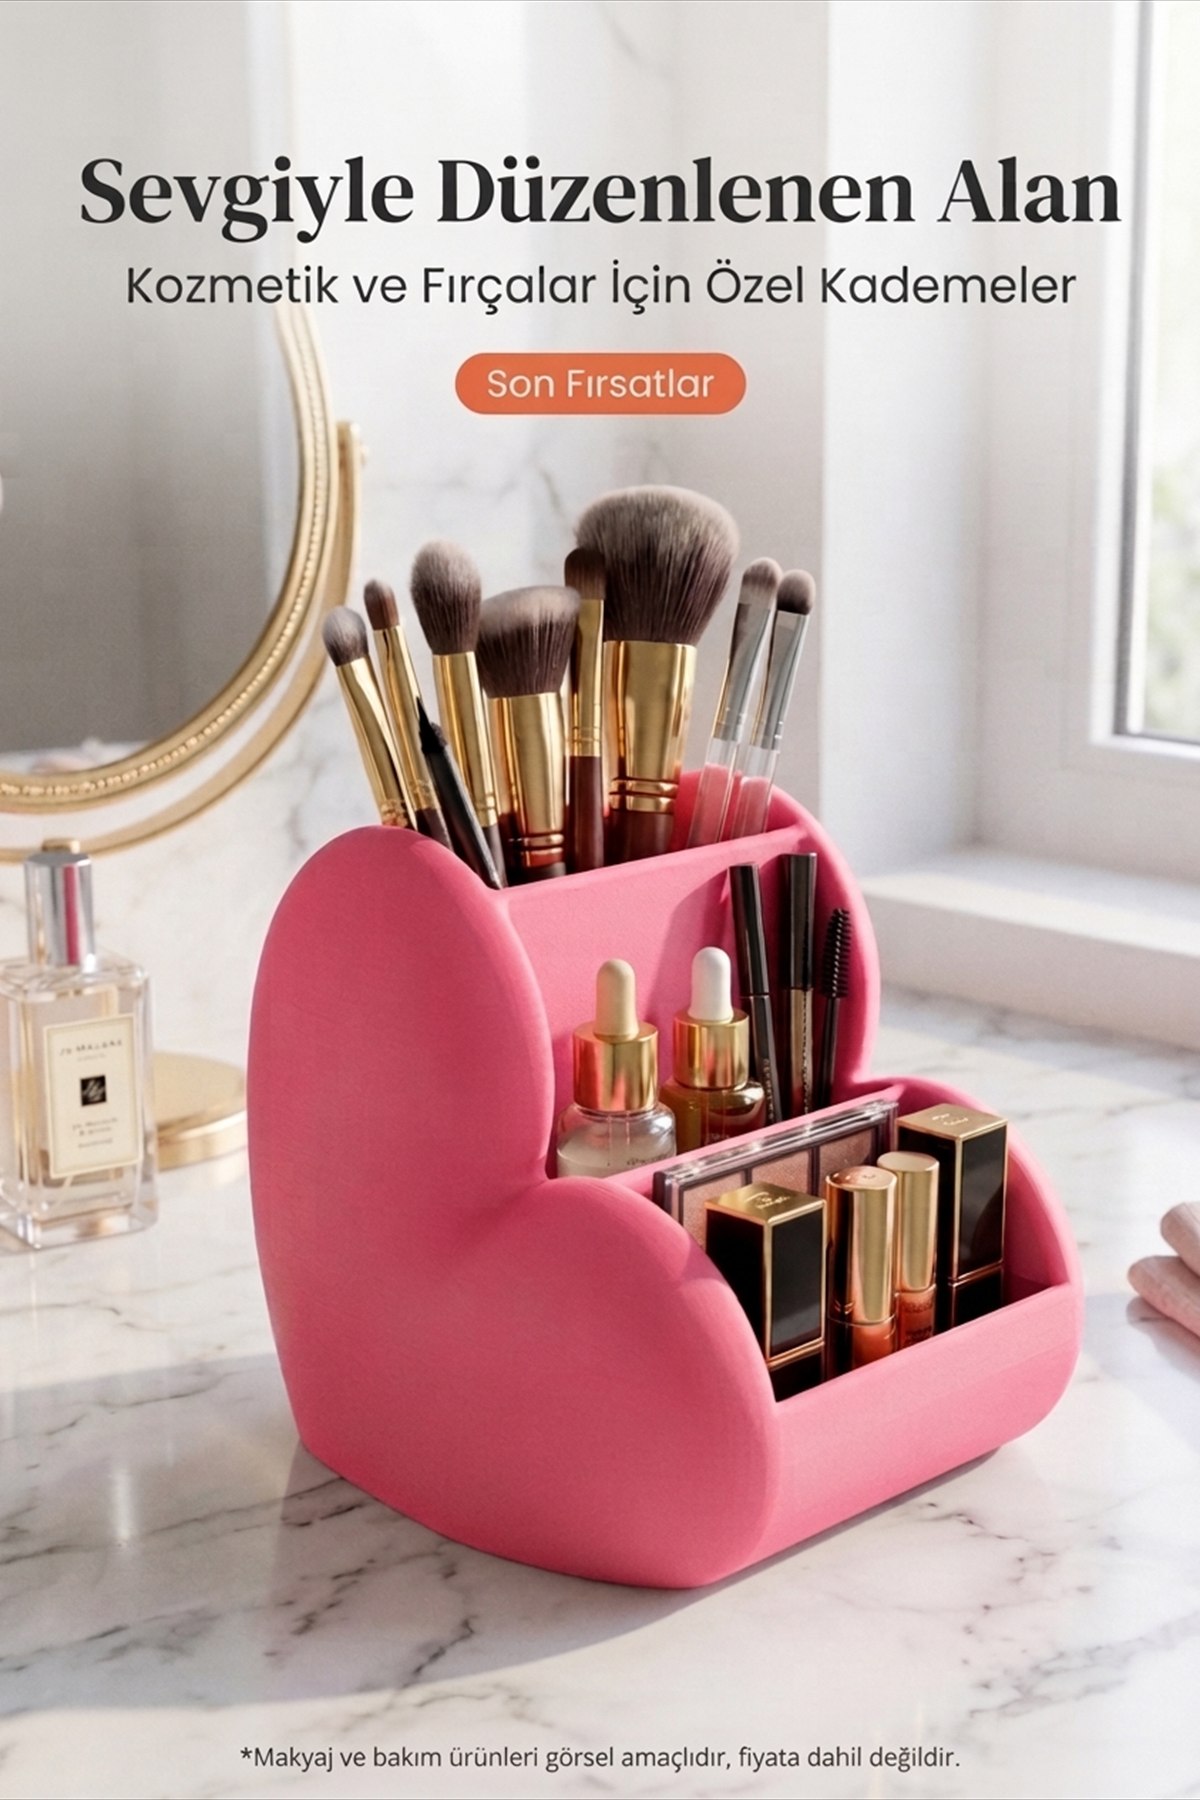 Sevgiyle Düzenlenen Alan
Kozmetik ve Fırçalar İçin Özel Kademeler
Son Fırsatlar
*Makyaj ve bakım ürünleri görsel amaçlıdır, fiyata dahil değildir.